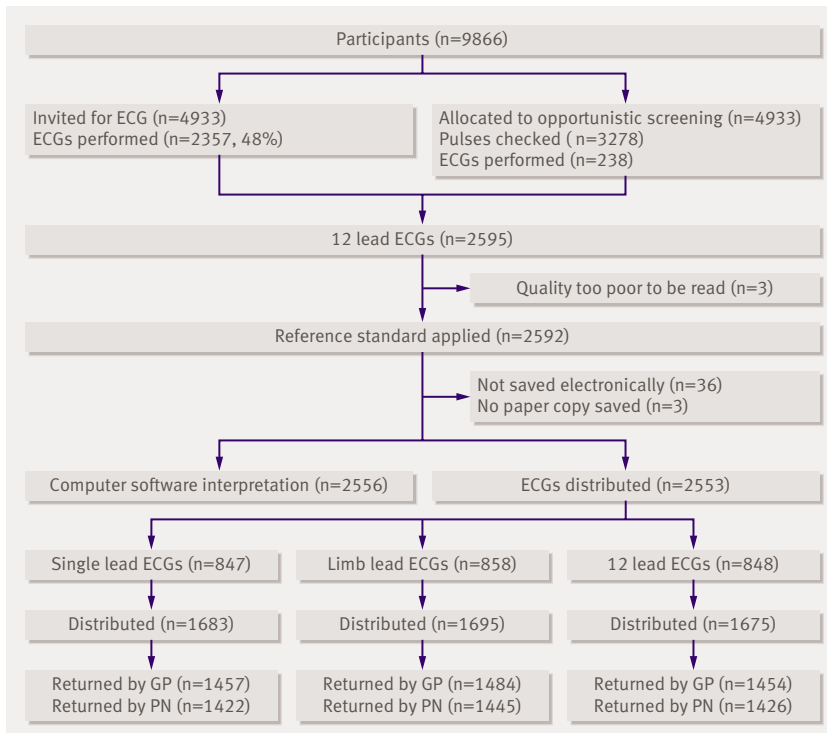 Participants (n=9866)
Invited for ECG (n=4933)
ECGs performed (n=2357, 48%)
Allocated to opportunistic screening (n=4933)
Pulses checked ( n=3278)
ECGs performed (n=238)
12 lead ECGs (n=2595)
Quality too poor to be read (n=3)
Reference standard applied (n=2592)
Not saved electronically (n=36)
No paper copy saved (n=3)
Computer software interpretation (n=2556)
ECGs distributed (n=2553)
Single lead ECGs (n=847)
Limb lead ECGs (n=858)
12 lead ECGs (n=848)
Distributed (n=1683)
Distributed (n=1695)
Distributed (n=1675)
Returned by GP (n=1457)
Returned by PN (n=1422)
Returned by GP (n=1484)
Returned by PN (n=1445)
Returned by GP (n=1454)
Returned by PN (n=1426)